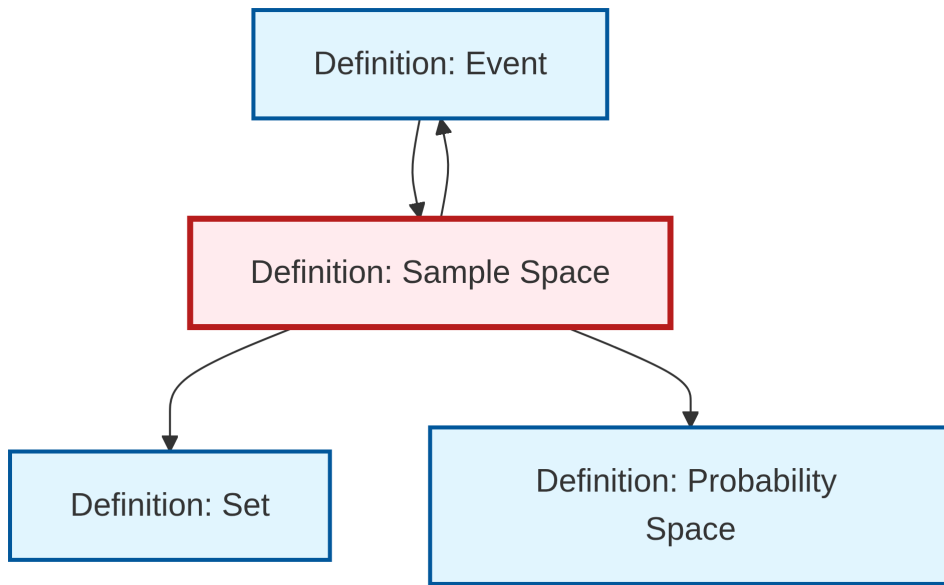 Definition: Event
Definition: Sample Space
Definition: Set
Definition: Probability
Space